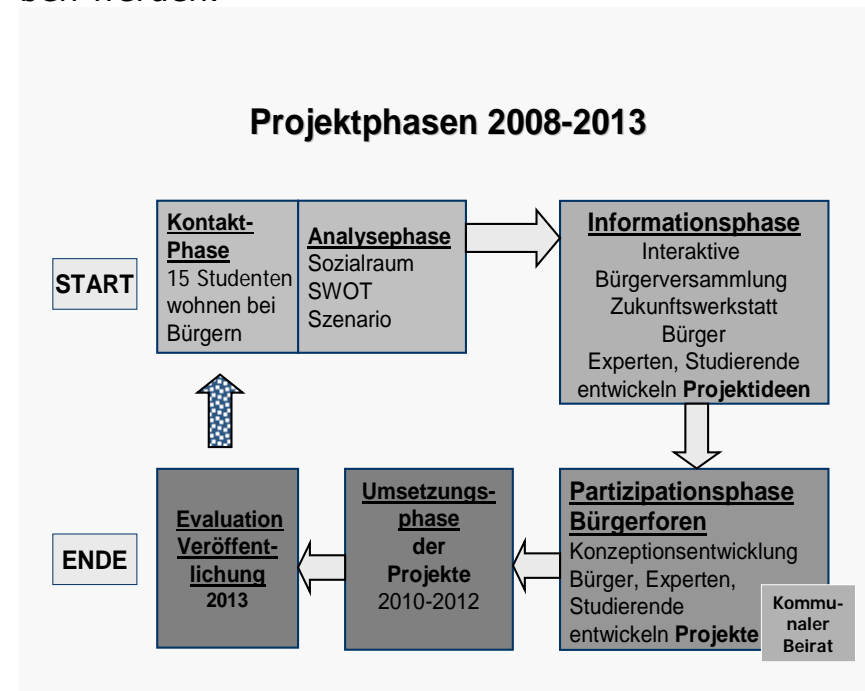 ben werden.
Projektphasen 2008-2013
START
Kontakt-
Phase
15 Studenten
wohnen bei
Bürgern
Analysephase
Sozialraum
SWOT
Szenario
Informationsphase
Interaktive
Bürgerversammlung
Zukunftswerkstatt
Bürger
Experten, Studierende
entwickeln Projektideen
Partizipationsphase
Bürgerforen
Konzeptionsentwicklung
Bürger, Experten,
Studierende
entwickeln Projekte
Kommu-
naler
Beirat
Umsetzungs-
phase
der
Projekte
2010-2012
Evaluation
Veröffent-
lichung
2013
ENDE